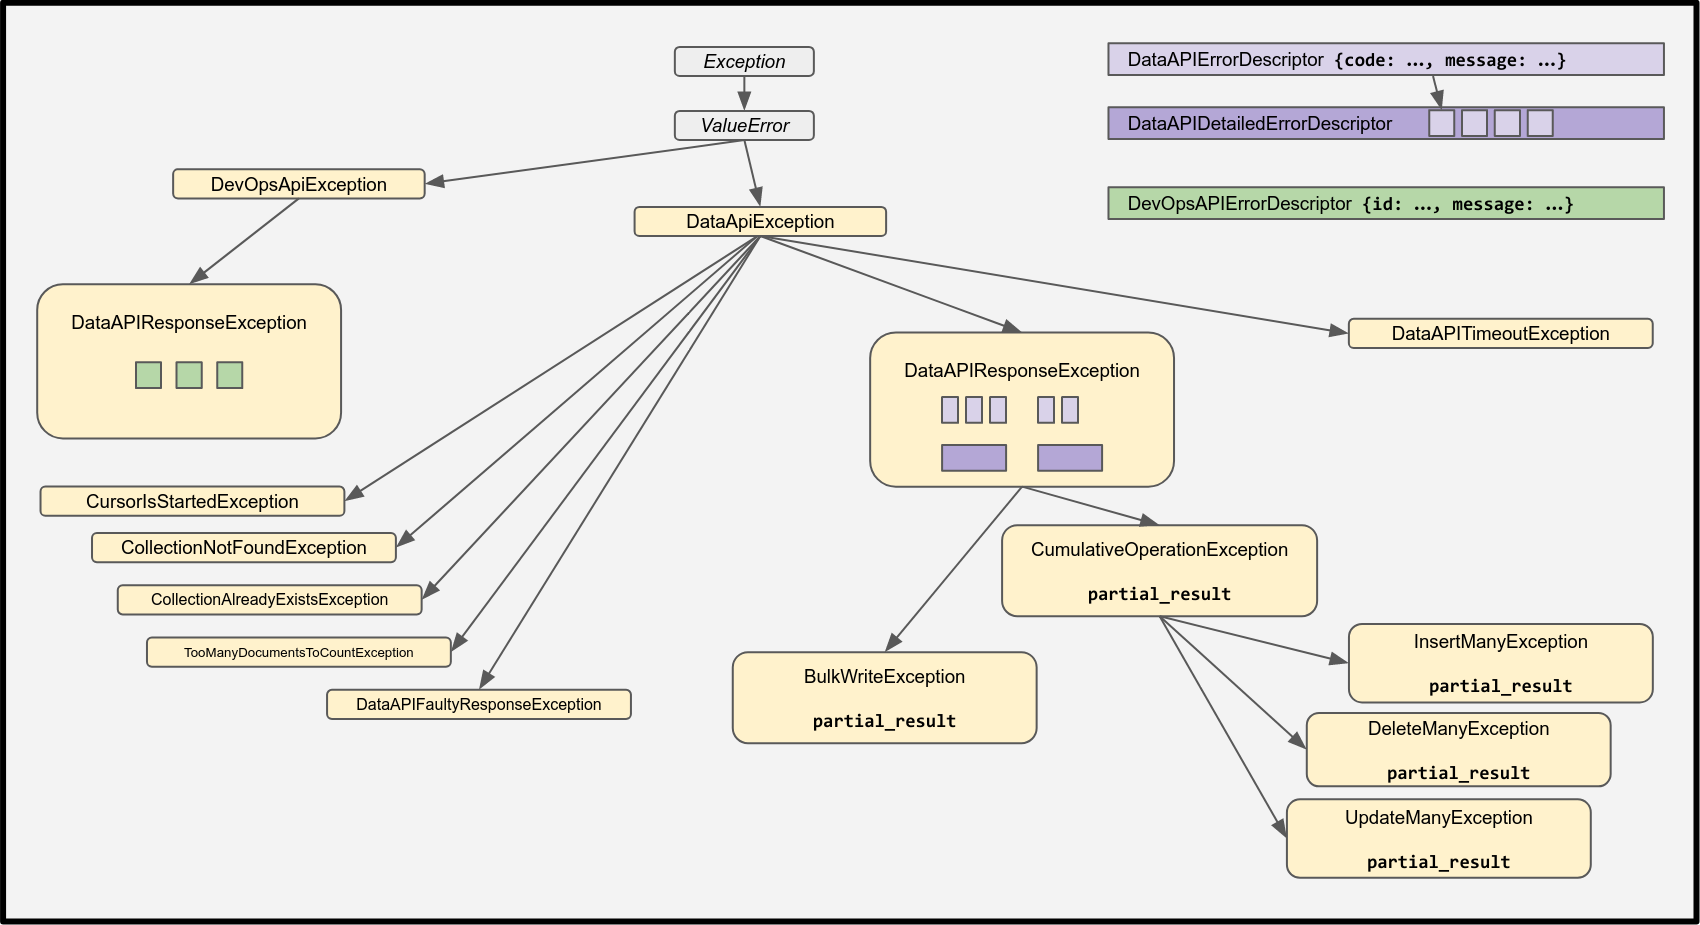 Exception
DataAPIErrorDescriptor {code: …, message: …}
ValueError
DataAPIDetailedErrorDescriptor
DevOpsApiException
DataApiException
DevOpsAPIErrorDescriptor {id: …, message: …}
DataAPIResponseException
DataAPITimeoutException
DataAPIResponseException
CursorIsStartedException
CollectionNotFoundException
CumulativeOperationException
partial_result
CollectionAlreadyExistsException
TooManyDocumentsToCountException
InsertManyException
partial_result
BulkWriteException
partial_result
DataAPIFaultyResponseException
DeleteManyException
partial_result
UpdateManyException
partial_result